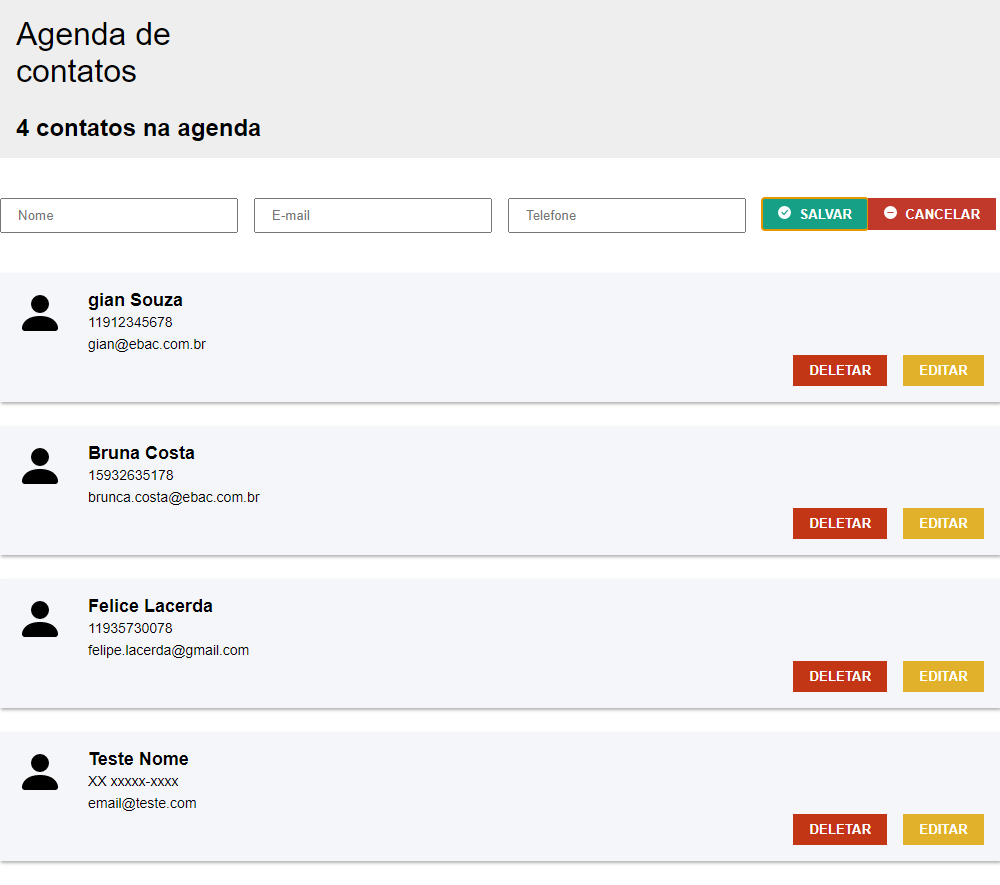 Agenda de
contatos
4 contatos na agenda
Nome E-mail Telefone SALVAR CANCELAR
gian Souza
11912345678
gian@ebac.com.br
DELETAR EDITAR
Bruna Costa
15932635178
brunca.costa@ebac.com.br
DELETAR EDITAR
Felice Lacerda
11935730078
felipe.lacerda@gmail.com
DELETAR EDITAR
Teste Nome
XX xxxxx-xxxx
email@teste.com
DELETAR EDITAR